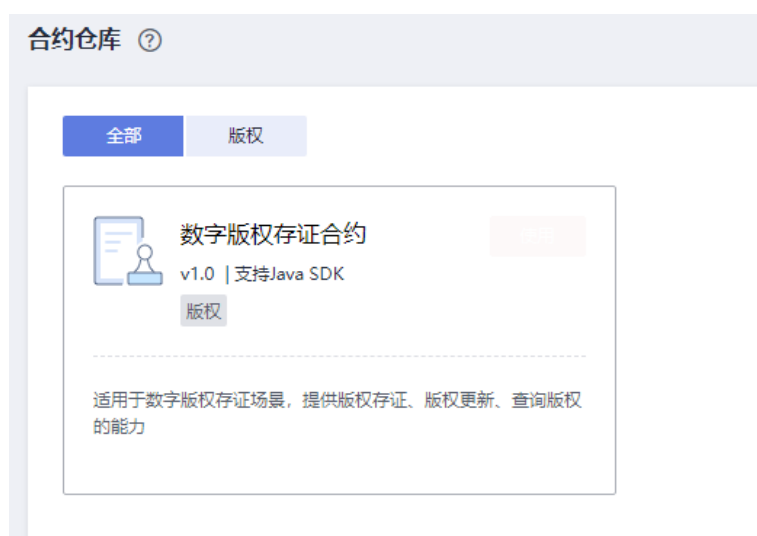 合约仓库 ?
全部
版权
数字版权存证合约
v1.0 | 支持Java SDK
版权
适用于数字版权存证场景，提供版权存证、版权更新、查询版权
的能力